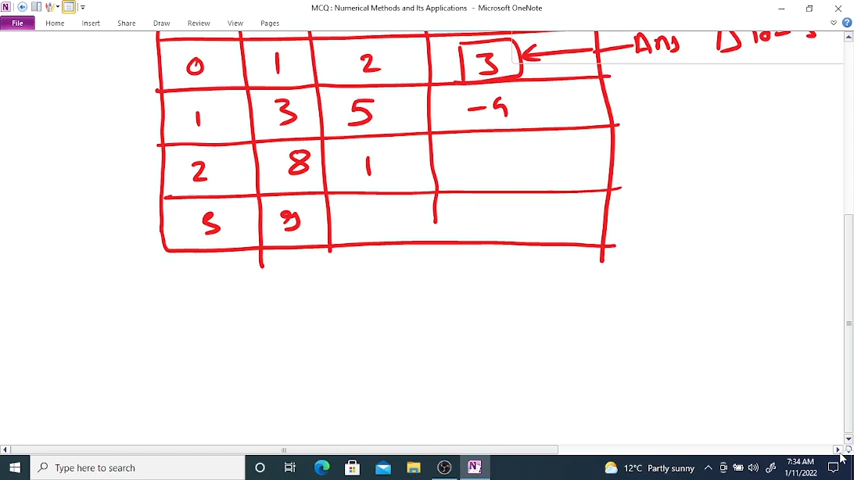 MCQ : Numerical Methods and Its Applications - Microsoft OneNote
File Home Insert Share Draw History Review View Pages
0 1 2 3 Ans
1 3 5 -4
2 8 1
3 9
Type here to search
12°C Partly sunny
7:34 AM
1/11/2022